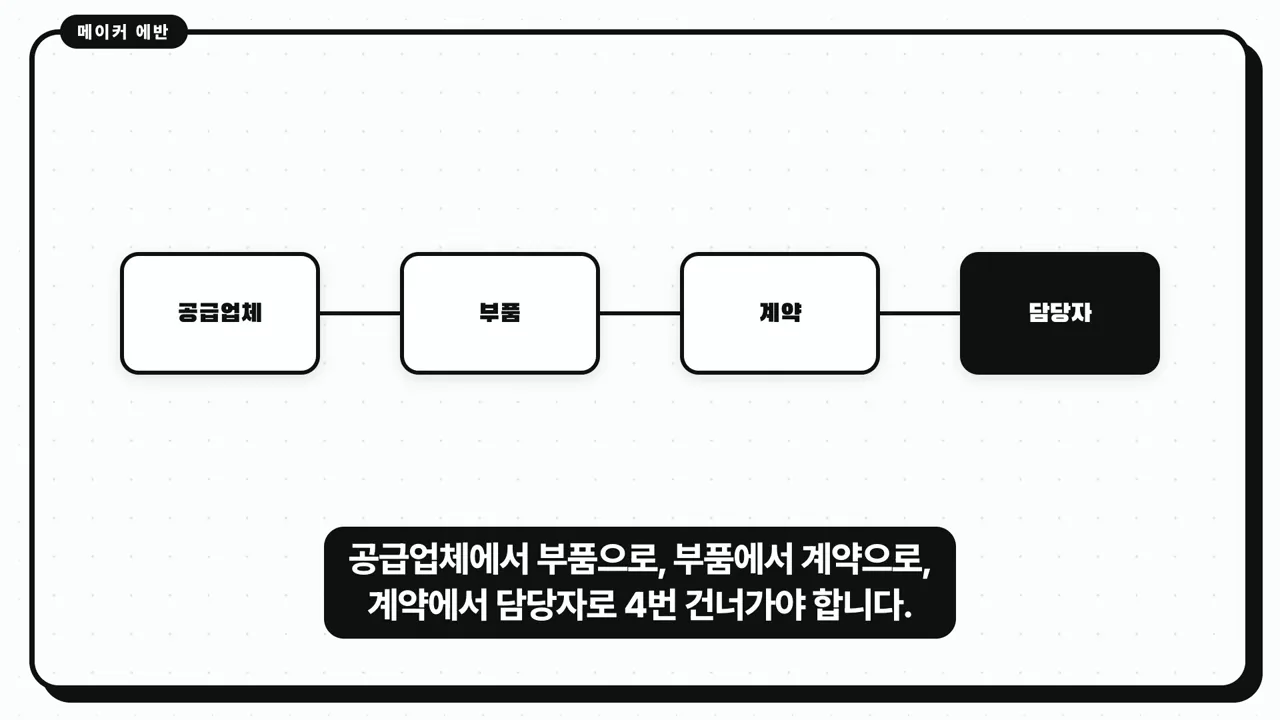 메이커 에반
공급업체
부품
계약
담당자
공급업체에서 부품으로, 부품에서 계약으로,
계약에서 담당자로 4번 건너가야 합니다.